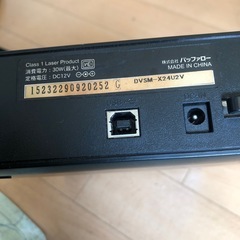 Class 1 Laser Product
消費電力：30W(最大)
定格電圧：DC12V
株式会社 バッファロー
MADE IN CHINA
15232290920252 G
DVSM-X24U2V
DC-IN